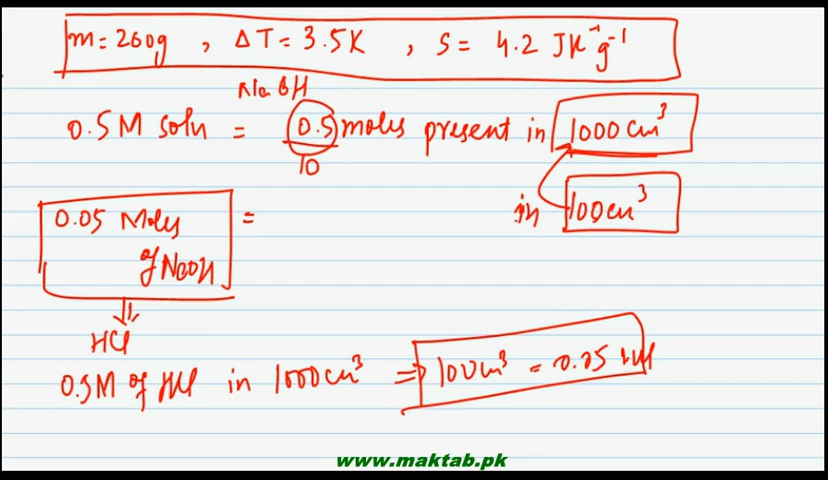 m = 200g , ΔT = 3.5K , S = 4.2 JK⁻¹g⁻¹
NaOH
0.5 M soln = 0.5 moles present in 1000 cm³
10
in 100 cm³
0.05 Moles =
of NaOH
⇓
HCl
0.5M of HCl in 1000 cm³ ⇒ 100 cm³ = 0.05 HCl
www.maktab.pk